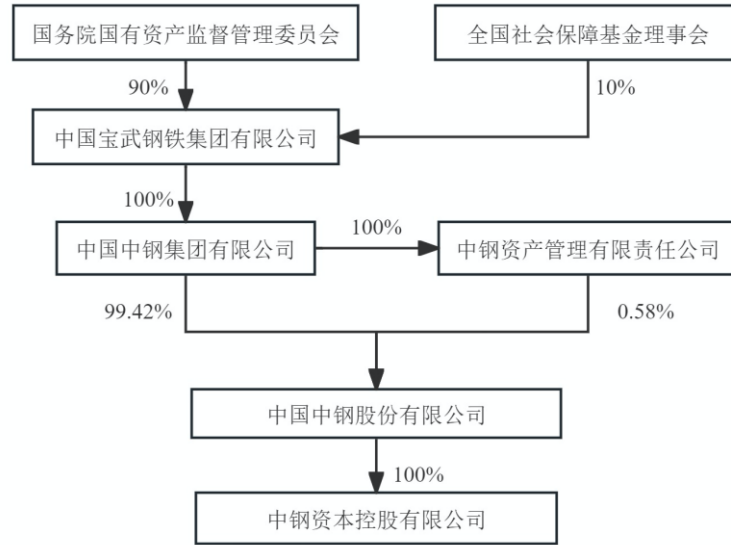 国务院国有资产监督管理委员会
全国社会保障基金理事会
90%
10%
中国宝武钢铁集团有限公司
100%
中国中钢集团有限公司
100%
中钢资产管理有限责任公司
99.42%
0.58%
中国中钢股份有限公司
100%
中钢资本控股有限公司